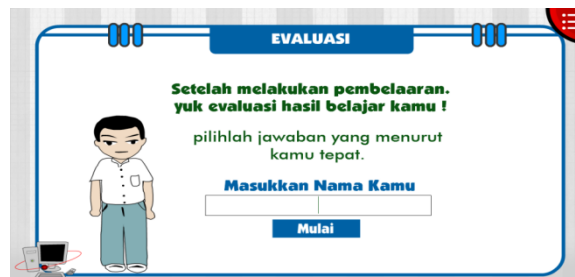 EVALUASI
Setelah melakukan pembelaaran.
yuk evaluasi hasil belajar kamu !
pilihlah jawaban yang menurut
kamu tepat.
Masukkan Nama Kamu
Mulai